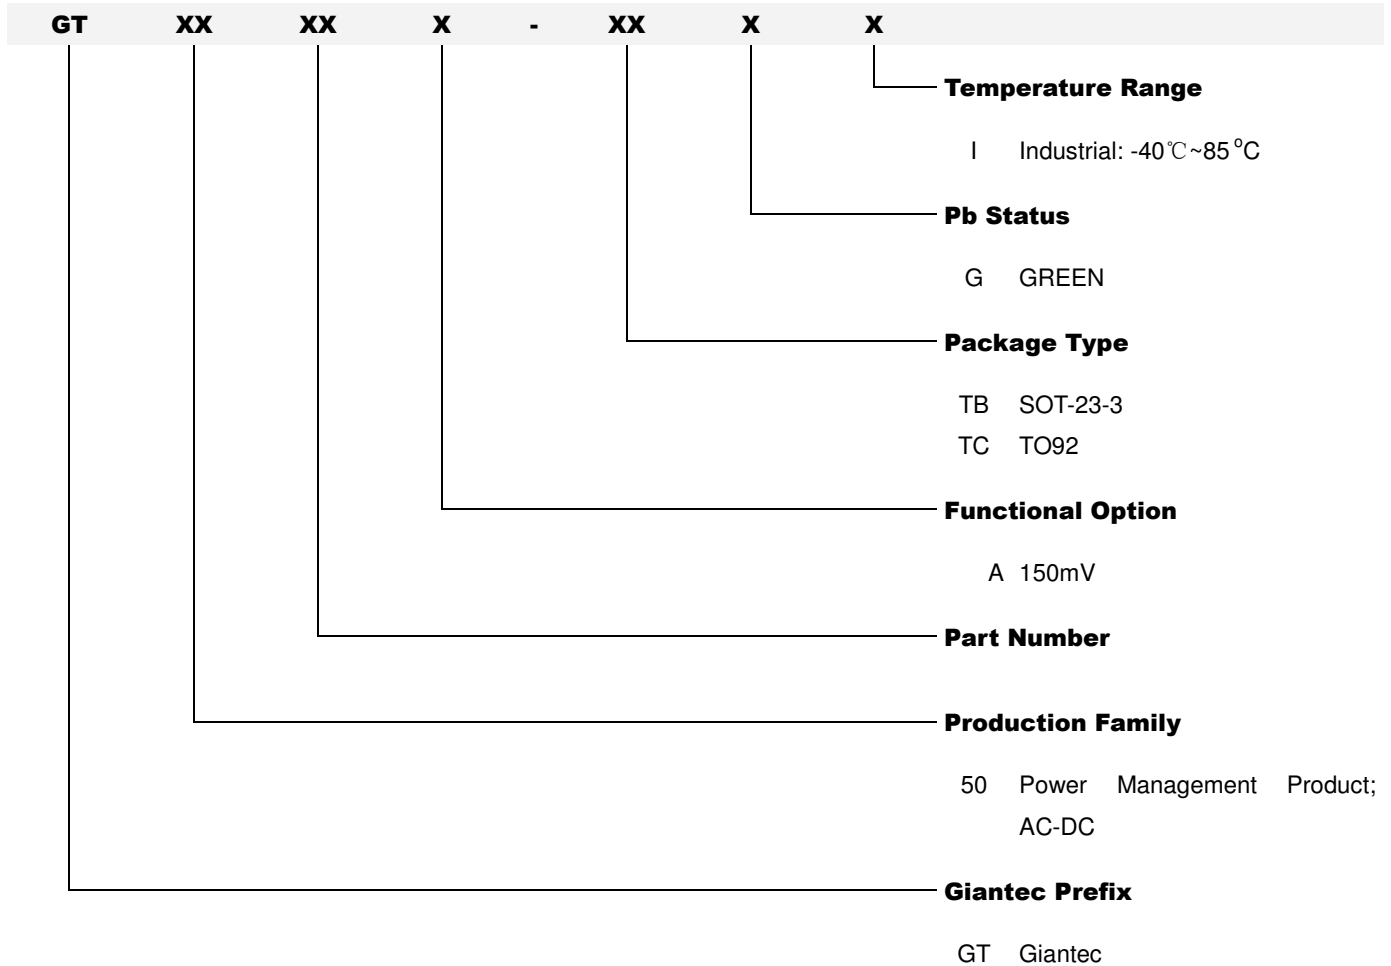 GT XX XX X - XX X X
Temperature Range
I Industrial: -40℃~85 °C
Pb Status
G GREEN
Package Type
TB SOT-23-3
TC TO92
Functional Option
A 150mV
Part Number
Production Family
50 Power Management Product;
AC-DC
Giantec Prefix
GT Giantec